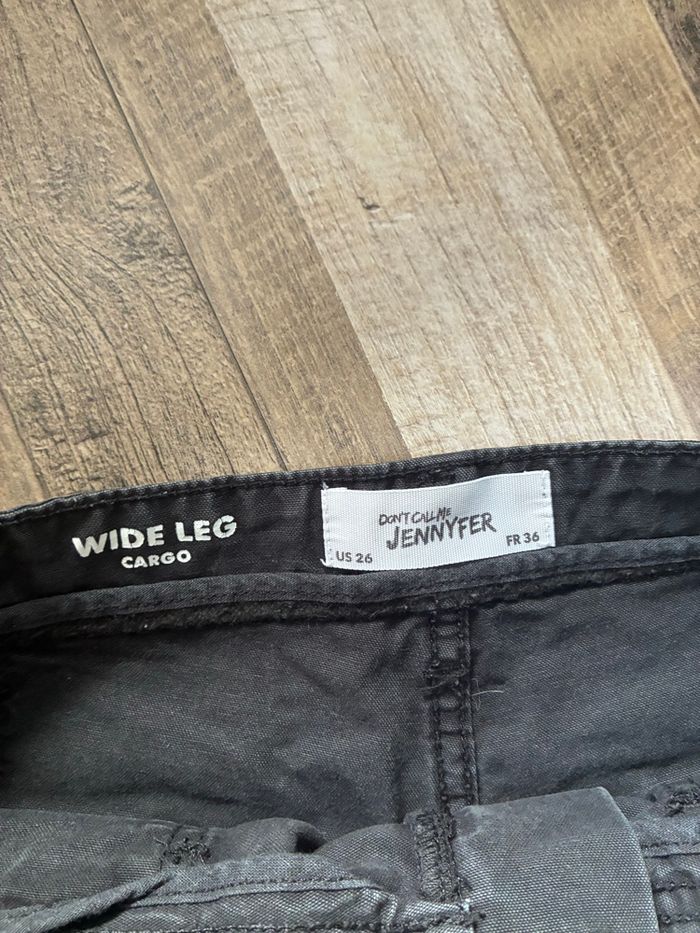 WIDE LEG
CARGO
DON'T CALL ME
JENNYFER
US 26
FR 36